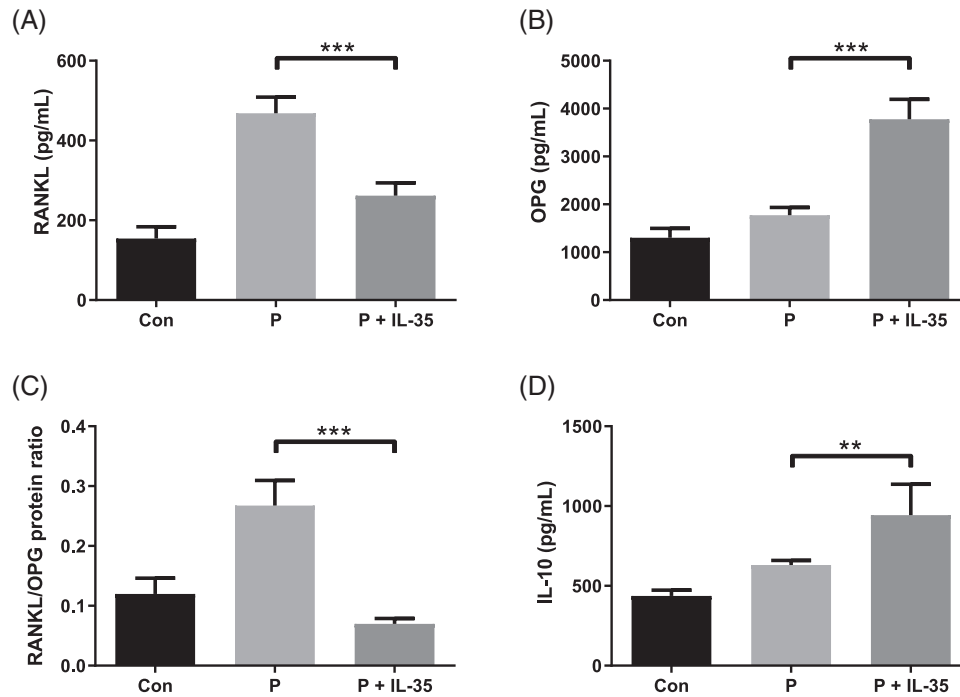 (A)
RANKL (pg/mL)
600
400
200
0
***
Con
P
P + IL-35
(B)
OPG (pg/mL)
5000
4000
3000
2000
1000
0
***
Con
P
P + IL-35
(C)
RANKL/OPG protein ratio
0.4
0.3
0.2
0.1
0.0
***
Con
P
P + IL-35
(D)
IL-10 (pg/mL)
1500
1000
500
0
**
Con
P
P + IL-35